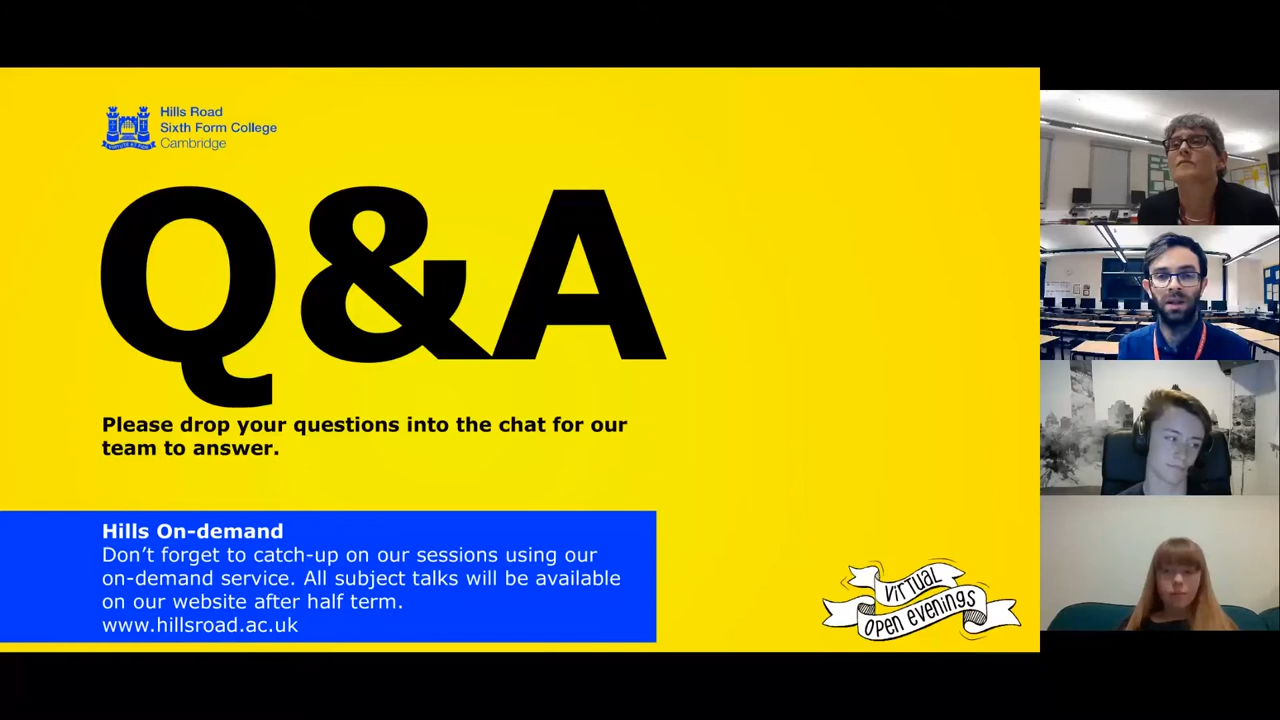 Hills Road
Sixth Form College
Cambridge
Q&A
Please drop your questions into the chat for our
team to answer.
Hills On-demand
Don’t forget to catch-up on our sessions using our
on-demand service. All subject talks will be available
on our website after half term.
www.hillsroad.ac.uk
VIRTUAL
OPEN EVENINGS